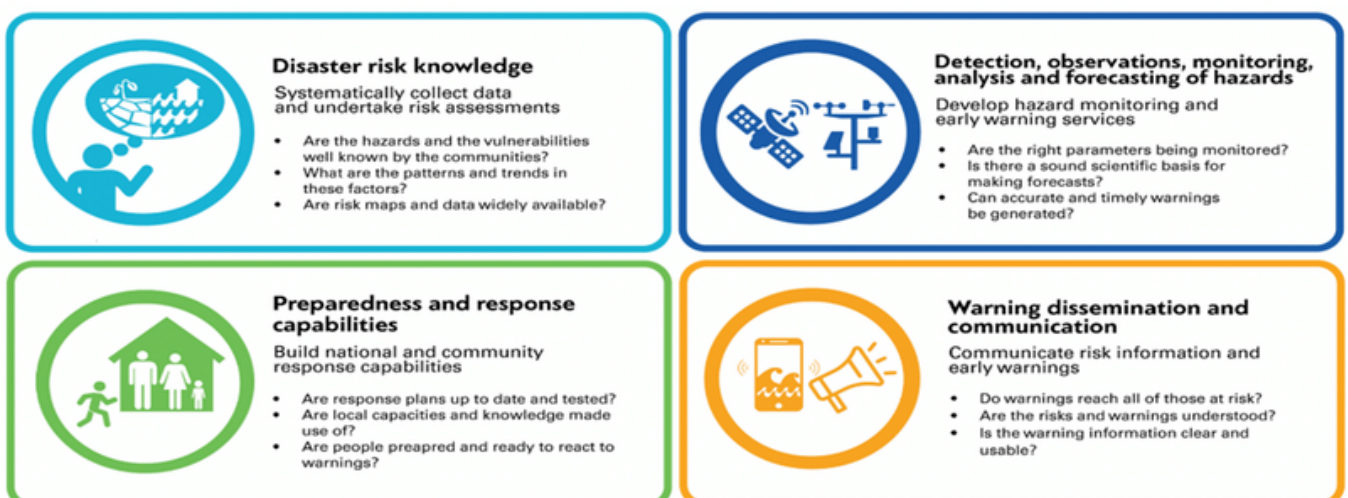 Disaster risk knowledge
Systematically collect data
and undertake risk assessments
• Are the hazards and the vulnerabilities
well known by the communities?
• What are the patterns and trends in
these factors?
• Are risk maps and data widely available?
Detection, observations, monitoring,
analysis and forecasting of hazards
Develop hazard monitoring and
early warning services
• Are the right parameters being monitored?
• Is there a sound scientific basis for
making forecasts?
• Can accurate and timely warnings
be generated?
Preparedness and response
capabilities
Build national and community
response capabilities
• Are response plans up to date and tested?
• Are local capacities and knowledge made
use of?
• Are people preapred and ready to react to
warnings?
Warning dissemination and
communication
Communicate risk information and
early warnings
• Do warnings reach all of those at risk?
• Are the risks and warnings understood?
• Is the warning information clear and
usable?